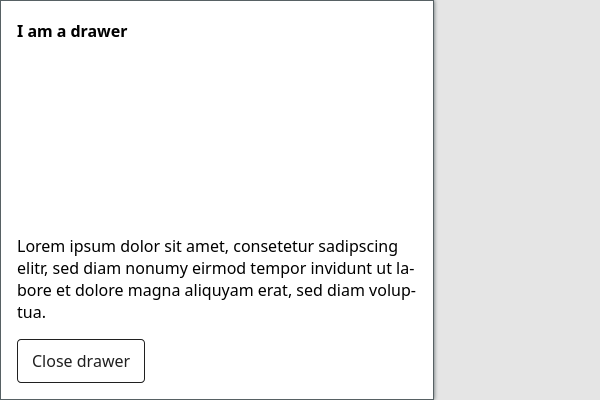 I am a drawer
Lorem ipsum dolor sit amet, consetetur sadipscing
elitr, sed diam nonumy eirmod tempor invidunt ut la-
bore et dolore magna aliquyam erat, sed diam volup-
tua.
Close drawer